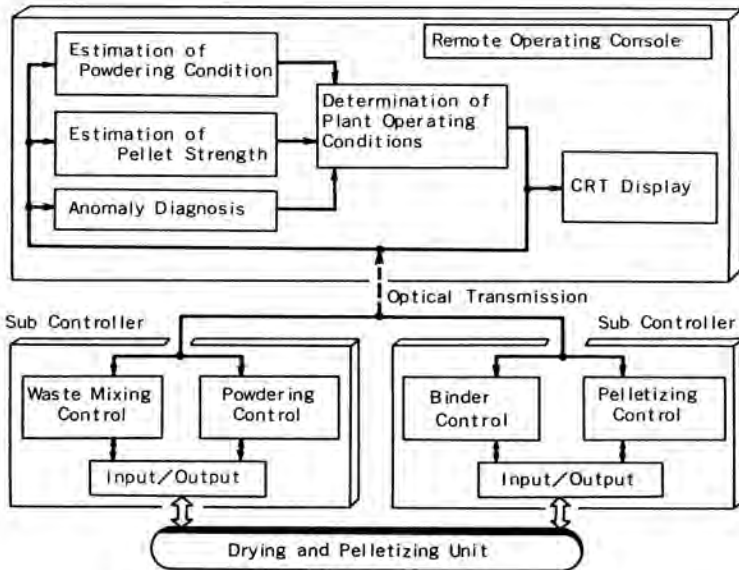 Remote Operating Console
Estimation of
Powdering Condition
Estimation of
Pellet Strength
Anomaly Diagnosis
Determination of
Plant Operating
Conditions
CRT Display
Optical Transmission
Sub Controller
Sub Controller
Waste Mixing
Control
Powdering
Control
Input/Output
Binder
Control
Pelletizing
Control
Input/Output
Drying and Pelletizing Unit